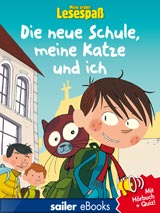 Mein erster
Lesespaß
Die neue Schule,
meine Katze
und ich
Mit
Hörbuch
+ Quiz!
sailer eBooks